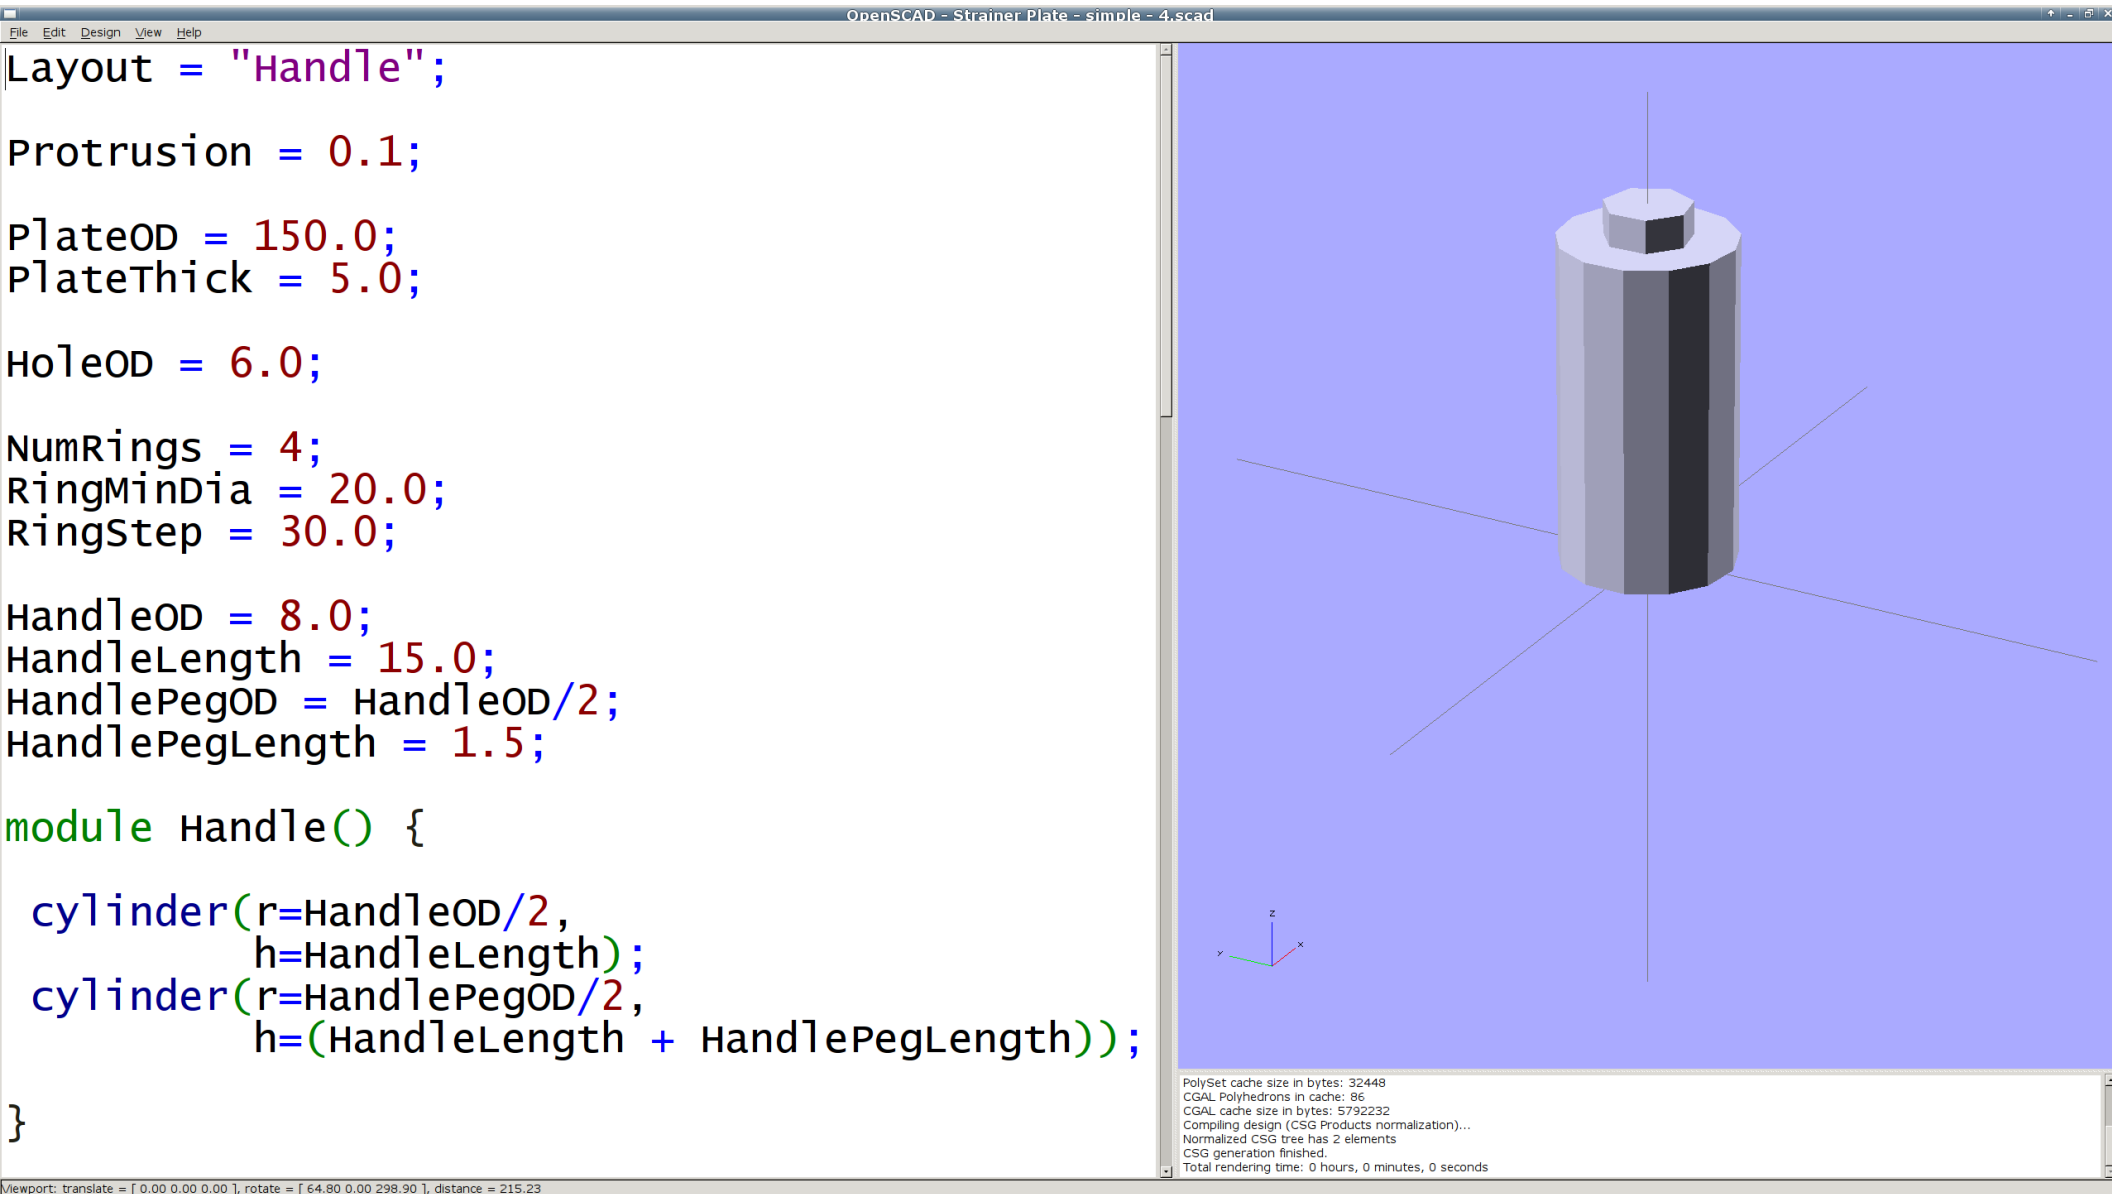 OpenSCAD - Strainer Plate - simple - 4.scad
File Edit Design View Help
Layout = "Handle";
Protrusion = 0.1;
PlateOD = 150.0;
PlateThick = 5.0;
HoleOD = 6.0;
NumRings = 4;
RingMinDia = 20.0;
RingStep = 30.0;
HandleOD = 8.0;
HandleLength = 15.0;
HandlePegOD = HandleOD/2;
HandlePegLength = 1.5;
module Handle() {
cylinder(r=HandleOD/2,
h=HandleLength);
cylinder(r=HandlePegOD/2,
h=(HandleLength + HandlePegLength));
}
z
y
x
PolySet cache size in bytes: 32448
CGAL Polyhedrons in cache: 86
CGAL cache size in bytes: 5792232
Compiling design (CSG Products normalization)...
Normalized CSG tree has 2 elements
CSG generation finished.
Total rendering time: 0 hours, 0 minutes, 0 seconds
Viewport: translate = [ 0.00 0.00 0.00 ], rotate = [ 64.80 0.00 298.90 ], distance = 215.23